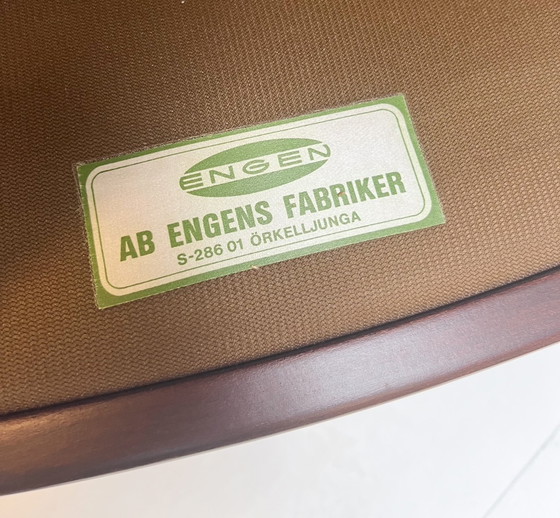 ENGEN
AB ENGENS FABRIKER
S-286 01 ÖRKELLJUNGA